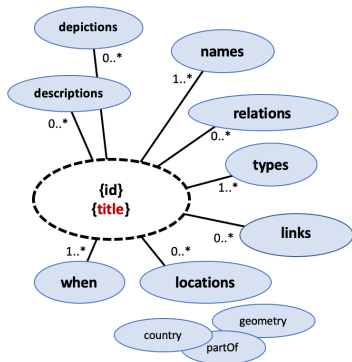 depictions
names
0..*
1..*
descriptions
0..*
relations
0..*
types
1..*
{id}
{title}
links
0..*
1..*
0..*
when
locations
geometry
country
partOf